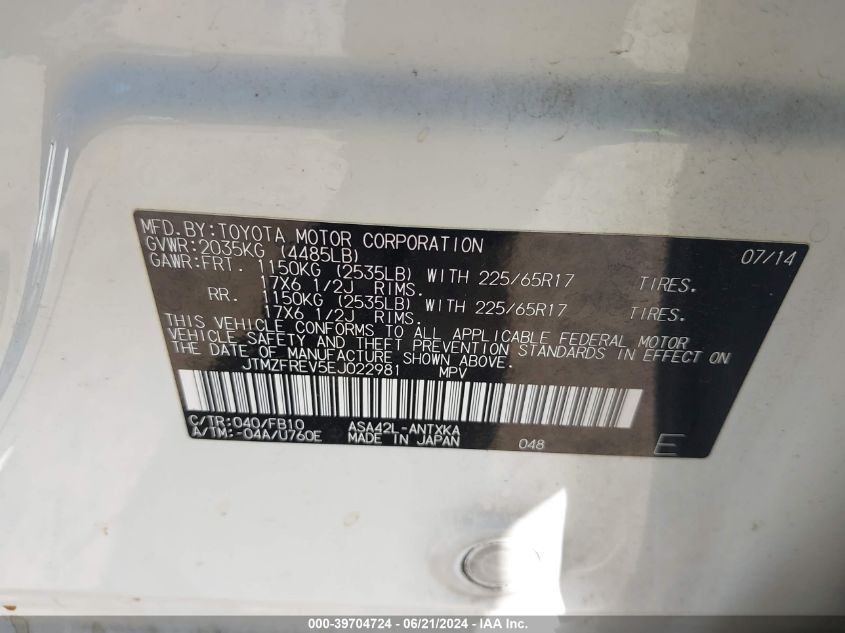 MFD.BY:TOYOTA MOTOR CORPORATION 07/14
GVWR:2035KG (4485LB)
GAWR:FRT. 1150KG (2535LB) WITH 225/65R17 TIRES.
17X6 1/2J RIMS.
RR. 1150KG (2535LB) WITH 225/65R17 TIRES.
17X6 1/2J RIMS.
THIS VEHICLE CONFORMS TO ALL APPLICABLE FEDERAL MOTOR
VEHICLE SAFETY AND THEFT PREVENTION STANDARDS IN EFFECT ON
THE DATE OF MANUFACTURE SHOWN ABOVE.
JTMZFREV5EJ022981 MPV
C/TR:040/FB10 ASA42L-ANTXKA
A/TM:-04A/U760E MADE IN JAPAN 048 E
000-39704724 - 06/21/2024 - IAA Inc.